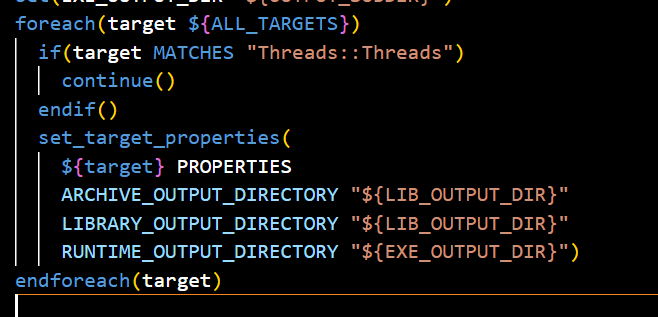 foreach(target ${ALL_TARGETS})
if(target MATCHES "Threads::Threads")
continue()
endif()
set_target_properties(
${target} PROPERTIES
ARCHIVE_OUTPUT_DIRECTORY "${LIB_OUTPUT_DIR}"
LIBRARY_OUTPUT_DIRECTORY "${LIB_OUTPUT_DIR}"
RUNTIME_OUTPUT_DIRECTORY "${EXE_OUTPUT_DIR}")
endforeach(target)